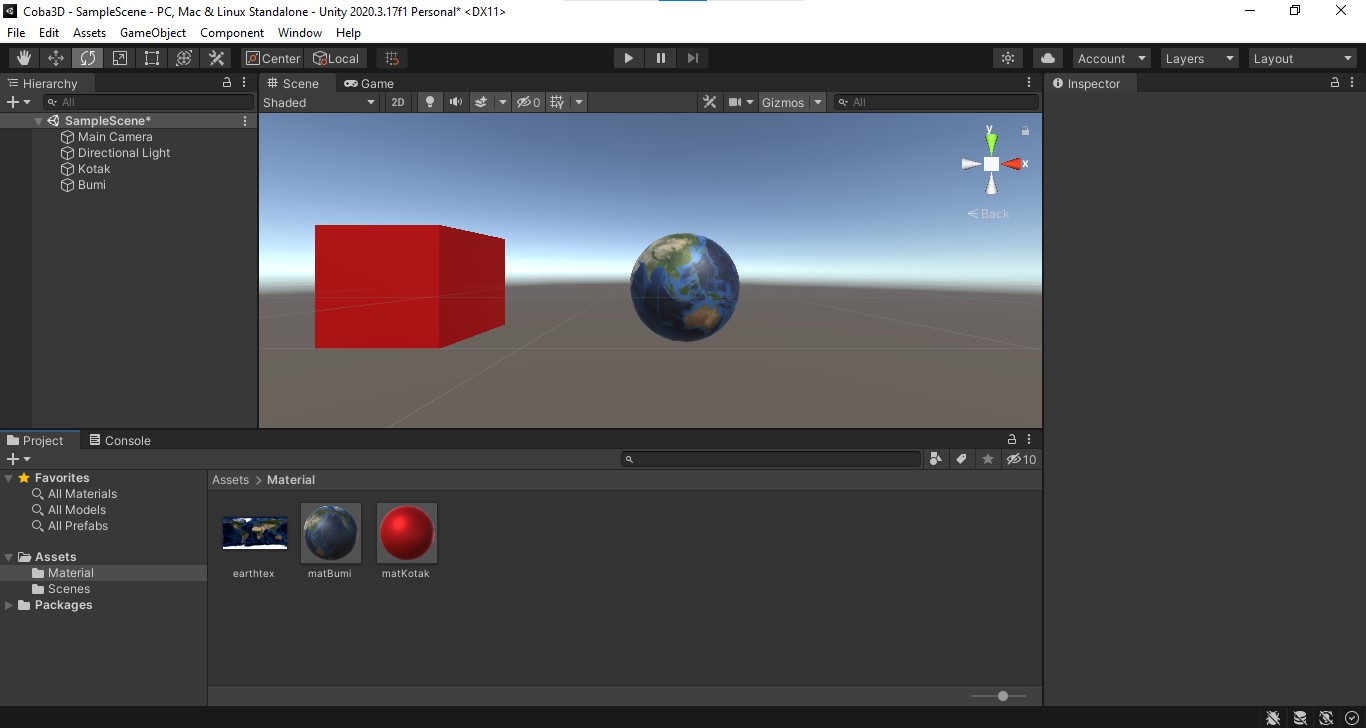 Coba3D - SampleScene - PC, Mac & Linux Standalone - Unity 2020.3.17f1 Personal* <DX11>
File Edit Assets GameObject Component Window Help
Center Local Account Layers Layout
Hierarchy
All
SampleScene*
Main Camera
Directional Light
Kotak
Bumi
Scene Game
Shaded 2D 0 Gizmos All
y
x
Back
Inspector
Project Console
10
Favorites
All Materials
All Models
All Prefabs
Assets
Material
Scenes
Packages
Assets > Material
earthtex matBumi matKotak